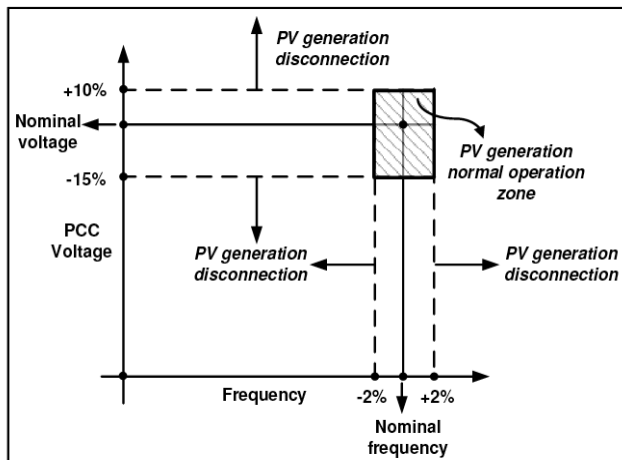 PV generation
disconnection
+10%
Nominal
voltage
-15%
PV generation
normal operation
zone
PCC
Voltage
PV generation
disconnection
PV generation
disconnection
Frequency
-2%
+2%
Nominal
frequency